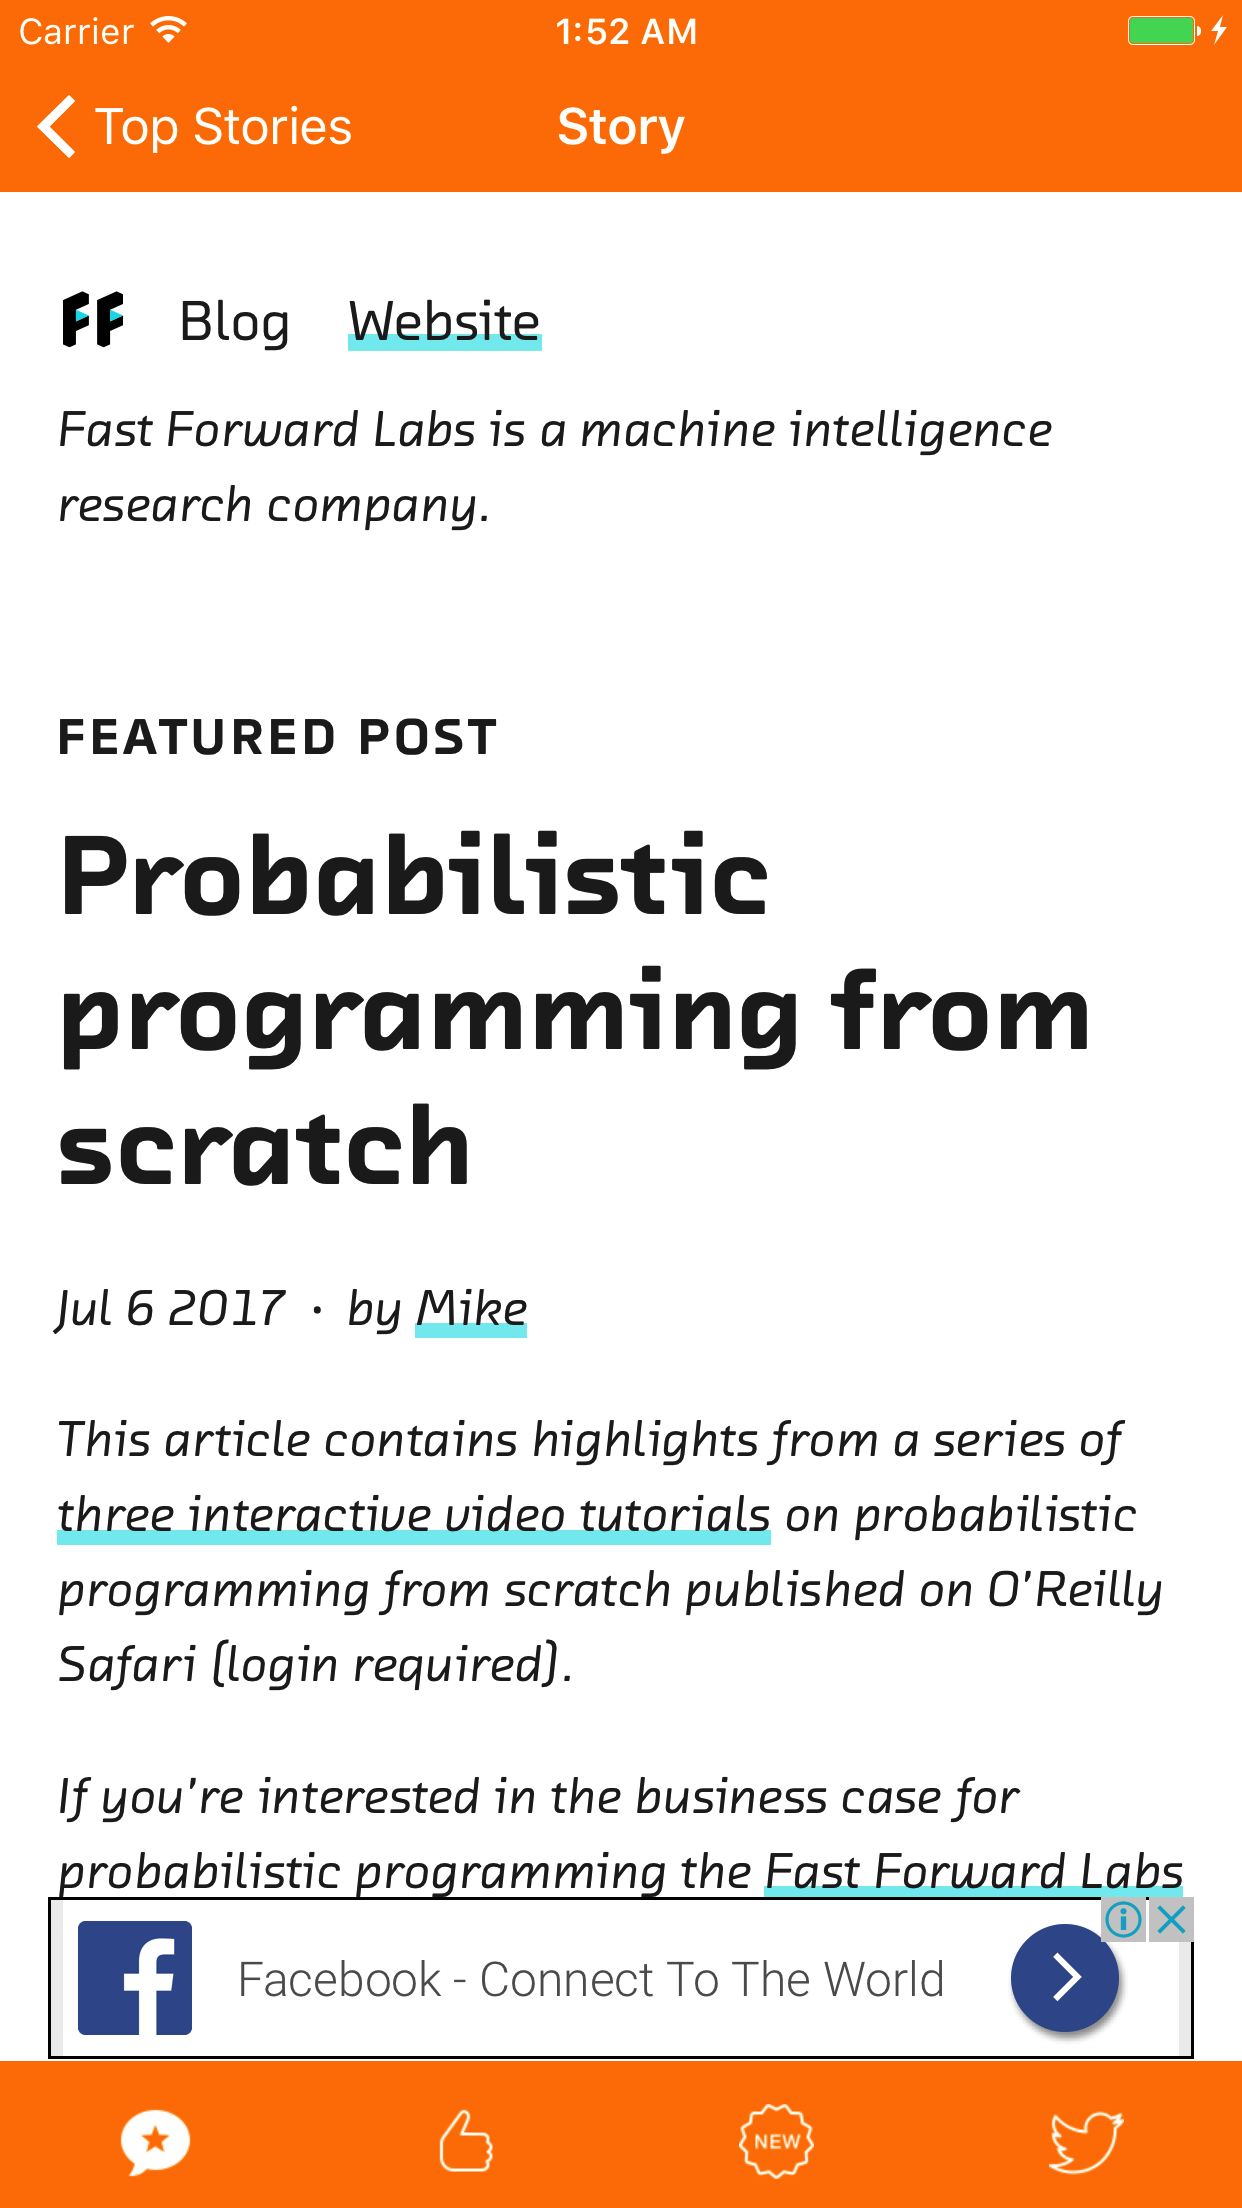 Carrier 1:52 AM
Top Stories Story
FF Blog Website
Fast Forward Labs is a machine intelligence
research company.
FEATURED POST
Probabilistic
programming from
scratch
Jul 6 2017 · by Mike
This article contains highlights from a series of
three interactive video tutorials on probabilistic
programming from scratch published on O'Reilly
Safari (login required).
If you're interested in the business case for
probabilistic programming the Fast Forward Labs
f Facebook - Connect To The World
NEW